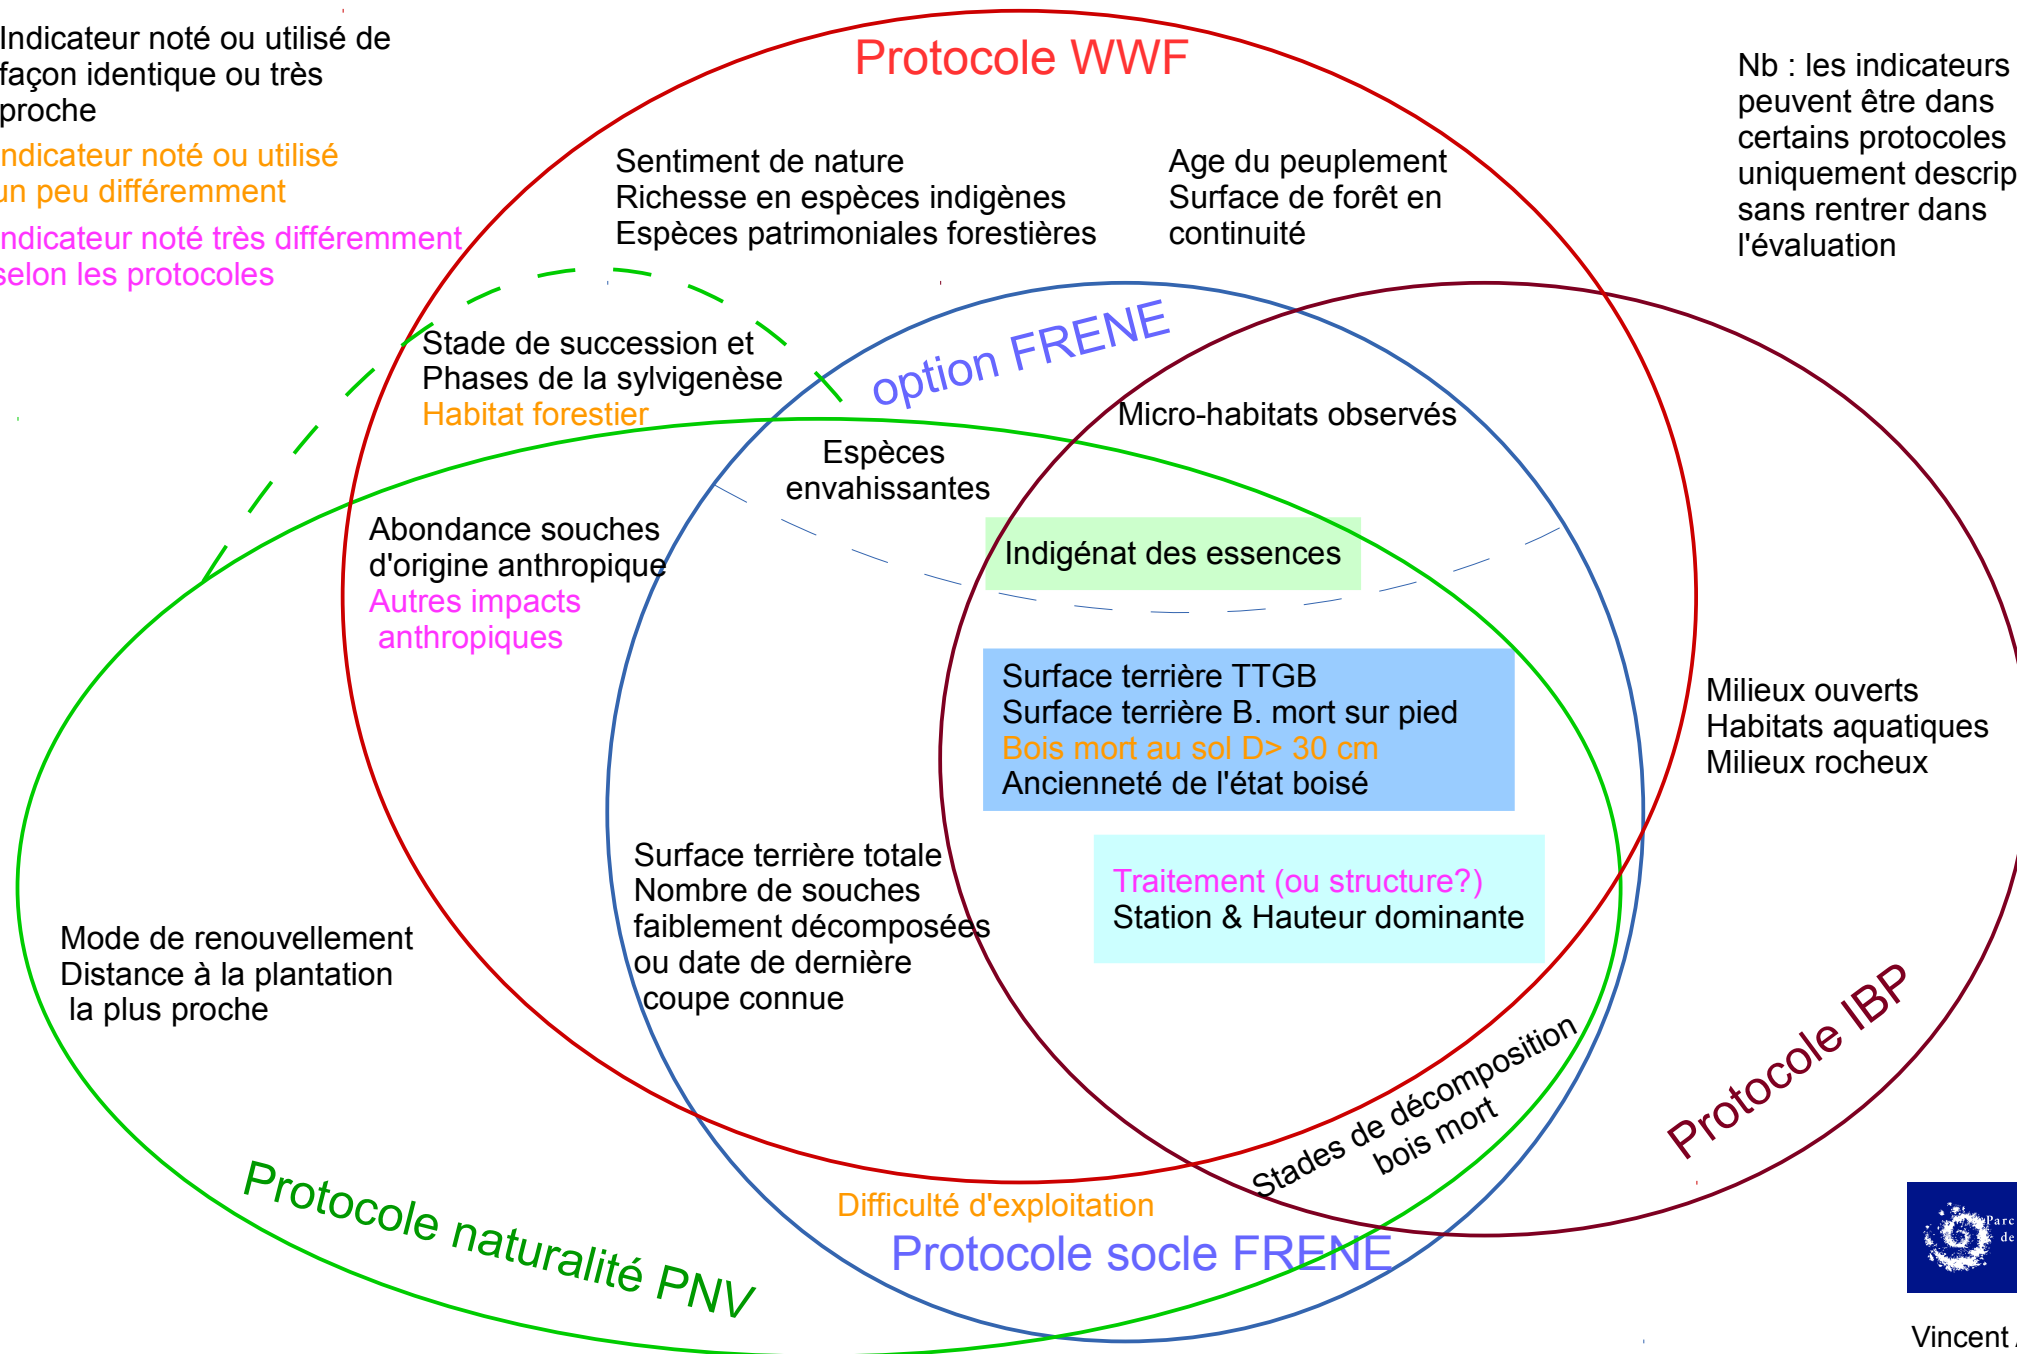 Indicateur noté ou utilisé de
façon identique ou très
proche
ndicateur noté ou utilisé
un peu différemment
ndicateur noté très différemment
selon les protocoles
Protocole WWF
Nb : les indicateurs
peuvent être dans
certains protocoles
uniquement descrip
sans rentrer dans
l'évaluation
Sentiment de nature
Richesse en espèces indigènes
Espèces patrimoniales forestières
Age du peuplement
Surface de forêt en
continuité
Stade de succession et
Phases de la sylvigenèse
Habitat forestier
option FRENE
Micro-habitats observés
Espèces
envahissantes
Indigénat des essences
Abondance souches
d'origine anthropique
Autres impacts
anthropiques
Surface terrière TTGB
Surface terrière B. mort sur pied
Bois mort au sol D> 30 cm
Ancienneté de l'état boisé
Milieux ouverts
Habitats aquatiques
Milieux rocheux
Surface terrière totale
Nombre de souches
faiblement décomposées
ou date de dernière
coupe connue
Traitement (ou structure?)
Station & Hauteur dominante
Mode de renouvellement
Distance à la plantation
la plus proche
Stades de décomposition
bois mort
Protocole IBP
Protocole naturalité PNV
Difficulté d'exploitation
Protocole socle FRENE
Parc
de
Vincent